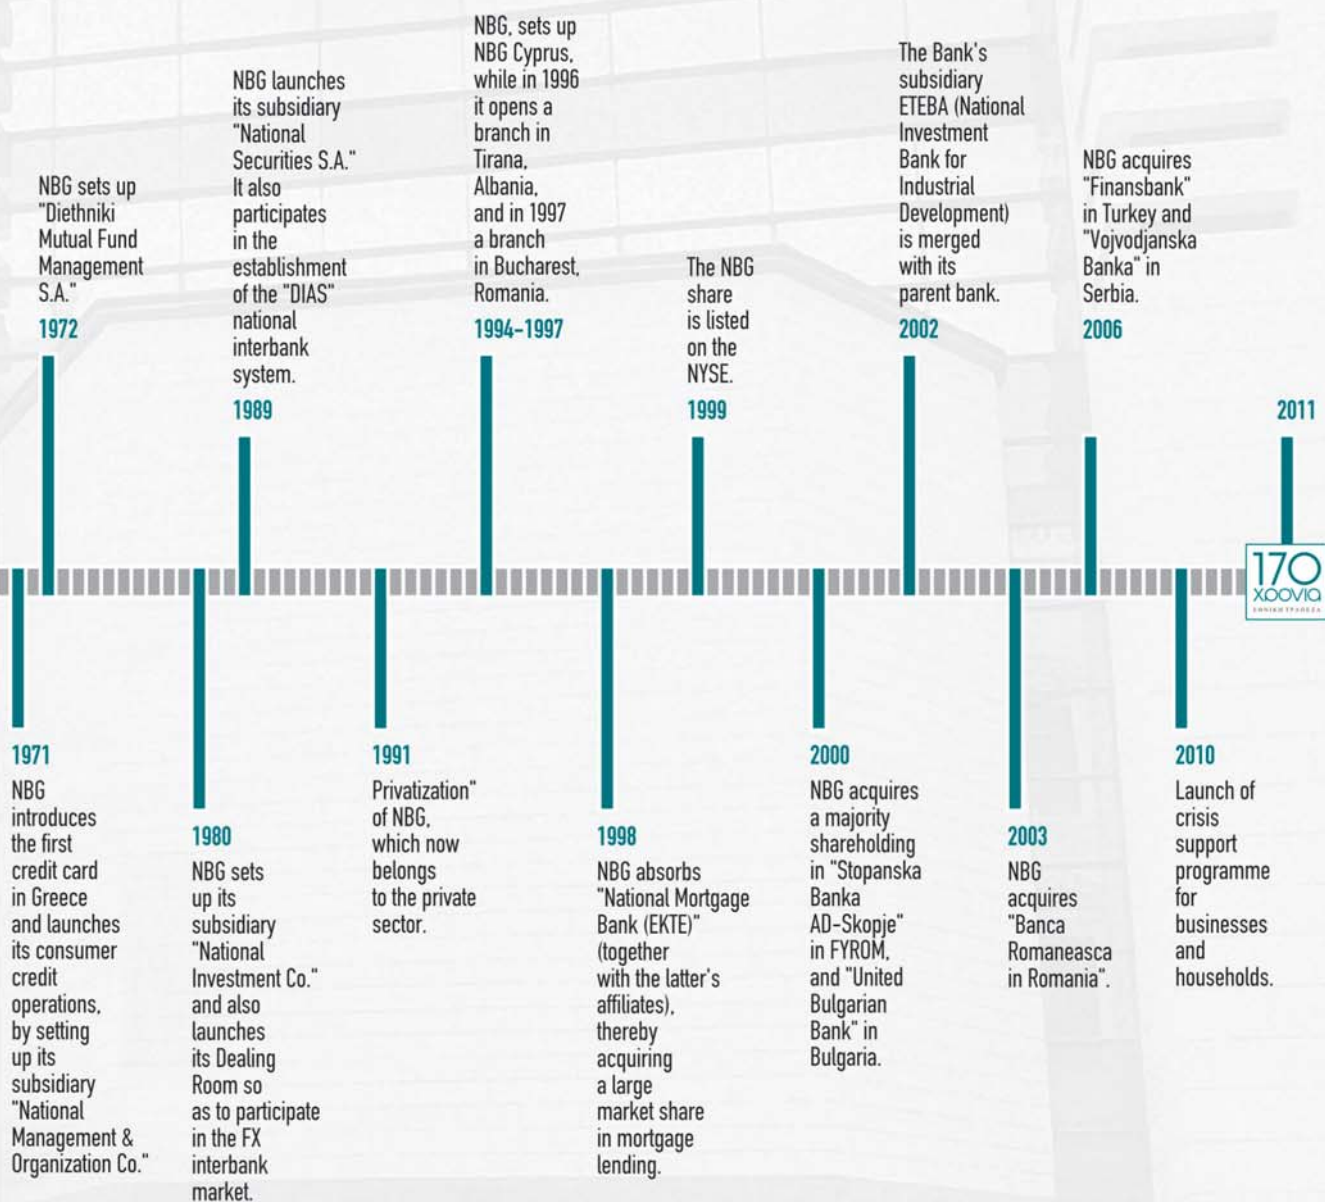 NBG sets up
"Diethniki
Mutual Fund
Management
S.A."
1972
NBG launches
its subsidiary
"National
Securities S.A."
It also
participates
in the
establishment
of the "DIAS"
national
interbank
system.
1989
NBG, sets up
NBG Cyprus,
while in 1996
it opens a
branch in
Tirana,
Albania,
and in 1997
a branch
in Bucharest,
Romania.
1994-1997
The NBG
share
is listed
on the
NYSE.
1999
The Bank's
subsidiary
ETEBA (National
Investment
Bank for
Industrial
Development)
is merged
with its
parent bank.
2002
NBG acquires
"Finansbank"
in Turkey and
"Vojvodjanska
Banka" in
Serbia.
2006
2011
170
χρονια
ΕΘΝΙΚΗ ΤΡΑΠΕΖΑ
1971
NBG
introduces
the first
credit card
in Greece
and launches
its consumer
credit
operations,
by setting
up its
subsidiary
"National
Management &
Organization Co."
1980
NBG sets
up its
subsidiary
"National
Investment Co."
and also
launches
its Dealing
Room so
as to participate
in the FX
interbank
market.
1991
Privatization"
of NBG,
which now
belongs
to the private
sector.
1998
NBG absorbs
"National Mortgage
Bank (EKTE)"
(together
with the latter's
affiliates),
thereby
acquiring
a large
market share
in mortgage
lending.
2000
NBG acquires
a majority
shareholding
in "Stopanska
Banka
AD-Skopje"
in FYROM,
and "United
Bulgarian
Bank" in
Bulgaria.
2003
NBG
acquires
"Banca
Romaneasca
in Romania".
2010
Launch of
crisis
support
programme
for
businesses
and
households.